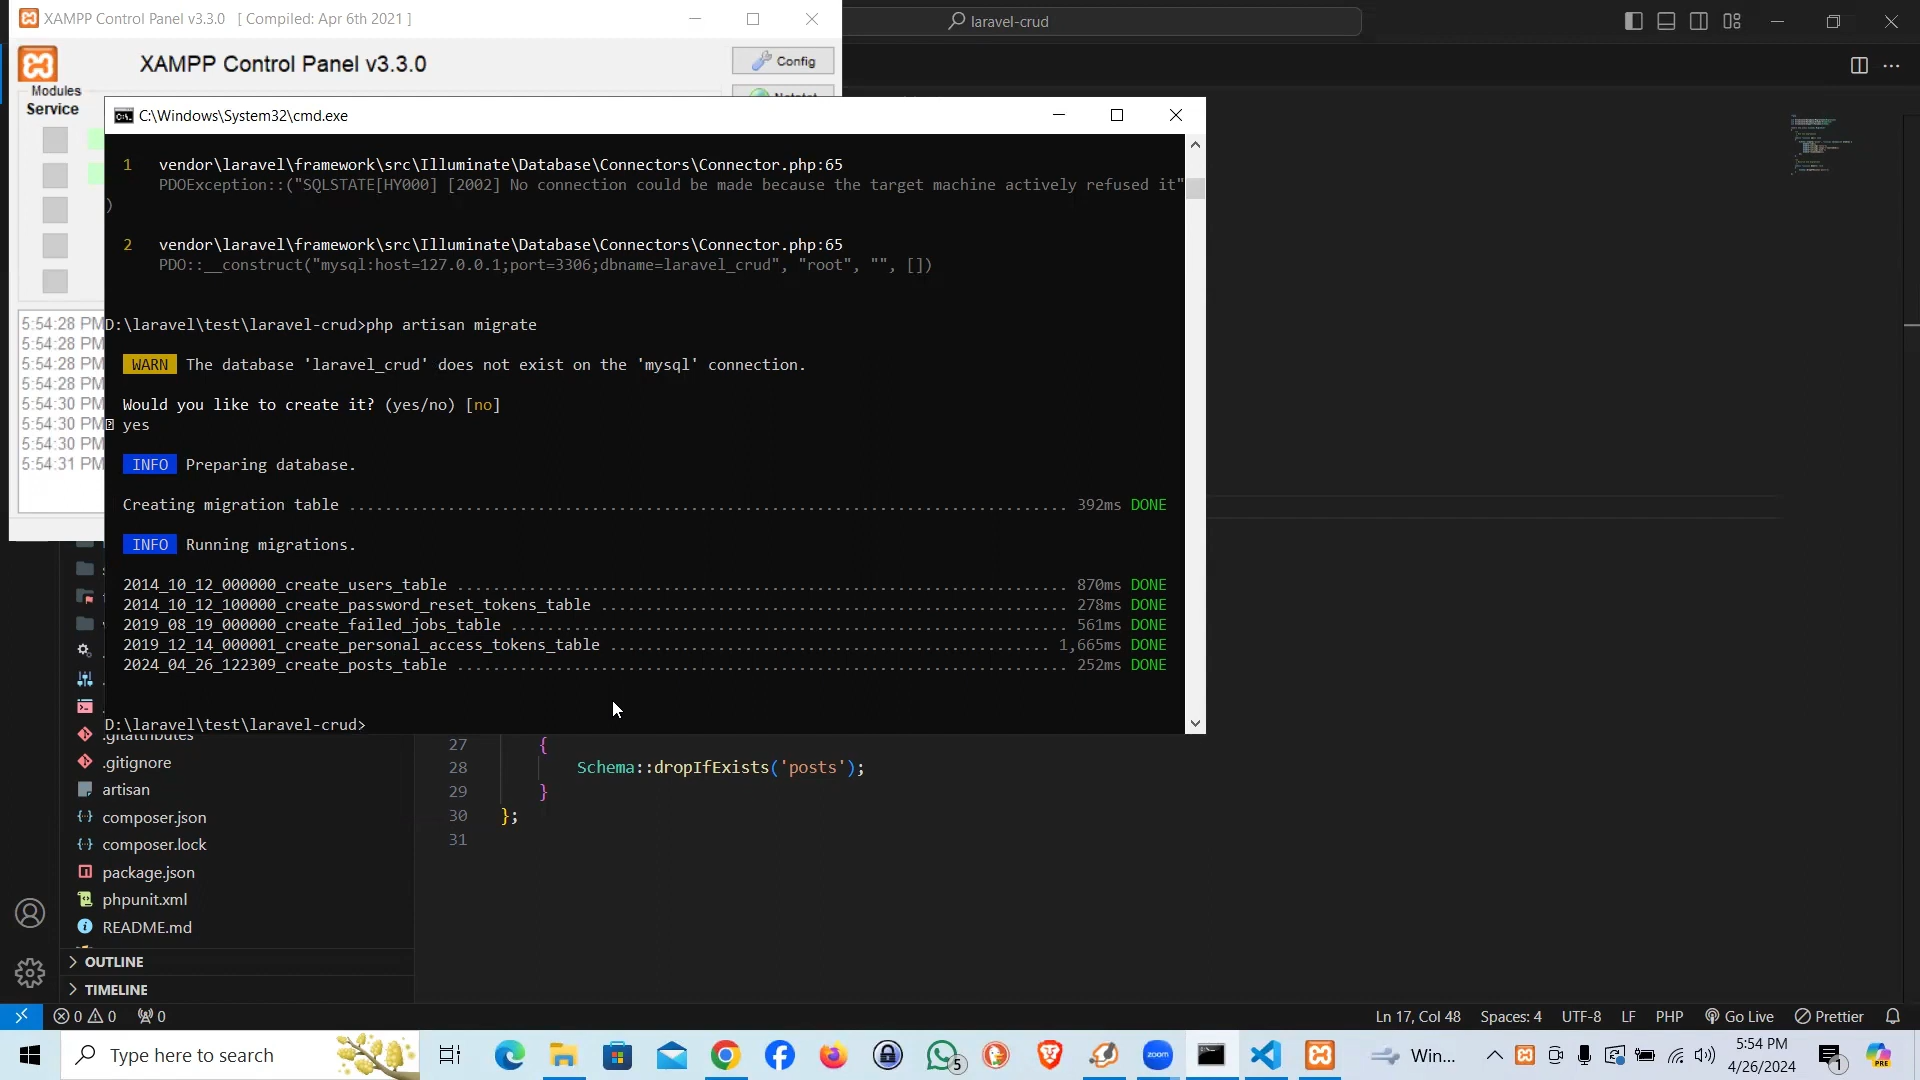 XAMPP Control Panel v3.3.0 [ Compiled: Apr 6th 2021 ]
laravel-crud
XAMPP Control Panel v3.3.0
Config
Modules
Service
C:\Windows\System32\cmd.exe
1 vendor\laravel\framework\src\Illuminate\Database\Connectors\Connector.php:65
PDOException::("SQLSTATE[HY000] [2002] No connection could be made because the target machine actively refused it"
)
2 vendor\laravel\framework\src\Illuminate\Database\Connectors\Connector.php:65
PDO::__construct("mysql:host=127.0.0.1;port=3306;dbname=laravel_crud", "root", "", [])
D:\laravel\test\laravel-crud>php artisan migrate
WARN The database 'laravel_crud' does not exist on the 'mysql' connection.
Would you like to create it? (yes/no) [no]
yes
INFO Preparing database.
Creating migration table .......... 392ms DONE
INFO Running migrations.
2014_10_12_000000_create_users_table .......... 870ms DONE
2014_10_12_100000_create_password_reset_tokens_table .......... 278ms DONE
2019_08_19_000000_create_failed_jobs_table .......... 561ms DONE
2019_12_14_000001_create_personal_access_tokens_table .......... 1,665ms DONE
2024_04_26_122309_create_posts_table .......... 252ms DONE
D:\laravel\test\laravel-crud>
5:54:28 PM
5:54:28 PM
5:54:28 PM
5:54:28 PM
5:54:30 PM
5:54:30 PM
5:54:30 PM
5:54:31 PM
.gitattributes
.gitignore
artisan
composer.json
composer.lock
package.json
phpunit.xml
README.md
OUTLINE
TIMELINE
27 {
28 Schema::dropIfExists('posts');
29 }
30 };
31
0 0 0
Ln 17, Col 48 Spaces: 4 UTF-8 LF PHP Go Live Prettier
Type here to search
zoom
5
Win...
5:54 PM
4/26/2024
1
PRE